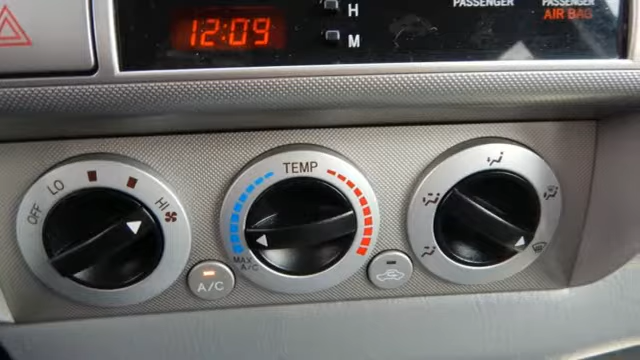 PASSENGER
PASSENGER
AIR BAG
H
12:09
M
TEMP
LO
HI
OFF
MAX
A/C
A/C